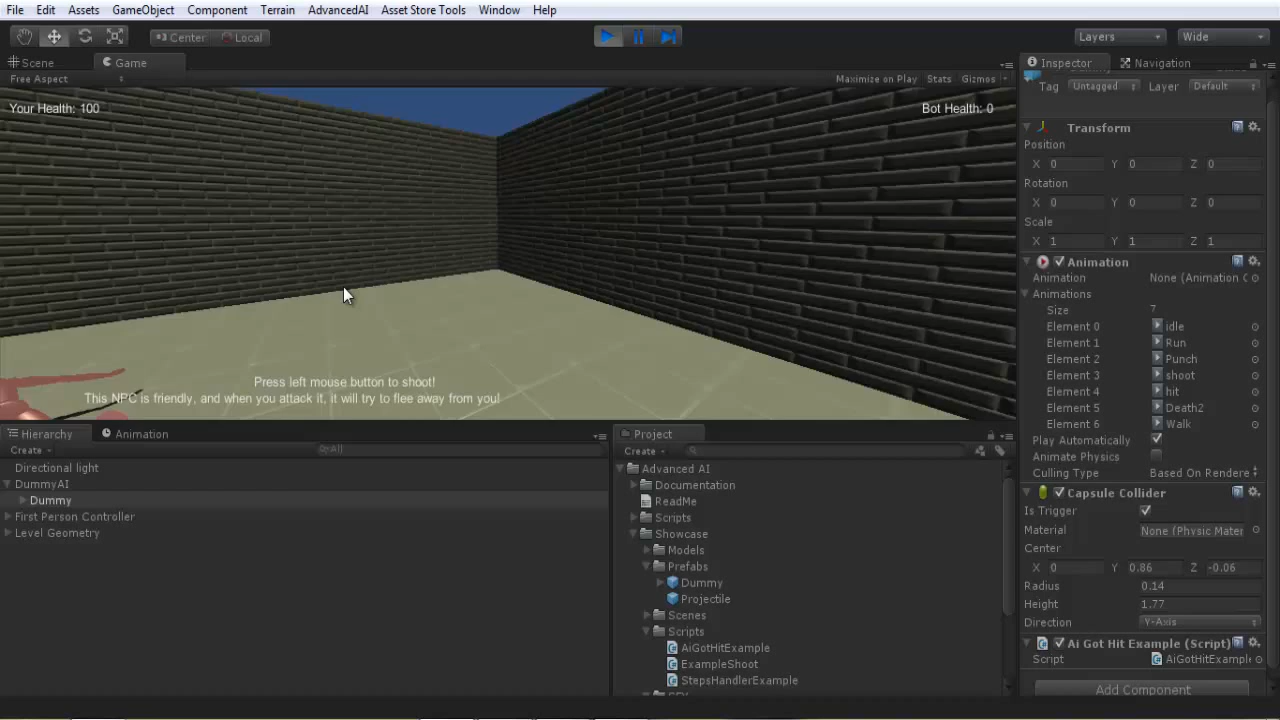 File Edit Assets GameObject Component Terrain AdvancedAI Asset Store Tools Window Help
Center Local Layers Wide
Scene Game Inspector Navigation
Free Aspect Maximize on Play Stats Gizmos
Tag Untagged Layer Default
Your Health: 100 Bot Health: 0
Transform
Position
X 0 Y 0 Z 0
Rotation
X 0 Y 0 Z 0
Scale
X 1 Y 1 Z 1
Animation
Animation None (Animation C
Animations
Size 7
Element 0 idle
Element 1 Run
Element 2 Punch
Element 3 shoot
Element 4 hit
Element 5 Death2
Element 6 Walk
Play Automatically
Animate Physics
Culling Type Based On Rendere
Capsule Collider
Is Trigger
Material None (Physic Mater
Center
X 0 Y 0.86 Z -0.06
Radius 0.14
Height 1.77
Direction Y-Axis
Ai Got Hit Example (Script)
Script AiGotHitExampl
Add Component
Press left mouse button to shoot!
This NPC is friendly, and when you attack it, it will try to flee away from you!
Hierarchy Animation
Create All
Directional light
DummyAI
Dummy
First Person Controller
Level Geometry
Project
Create
Advanced AI
Documentation
ReadMe
Scripts
Showcase
Models
Prefabs
Dummy
Projectile
Scenes
Scripts
AiGotHitExample
ExampleShoot
StepsHandlerExample